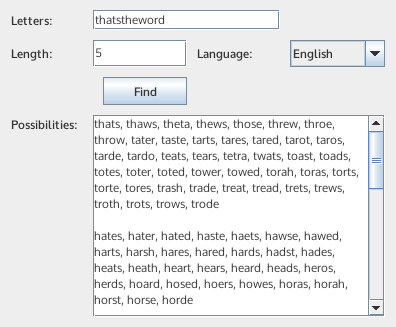 Letters: thatstheword
Length: 5 Language: English
Find
Possibilities:
thats, thaws, theta, thews, those, threw, throe,
throw, tater, taste, tarts, tares, tared, tarot, taros,
tarde, tardo, teats, tears, tetra, twats, toast, toads,
totes, toter, toted, tower, towed, torah, toras, torts,
torte, tores, trash, trade, treat, tread, trets, trews,
troth, trots, trows, trode
hates, hater, hated, haste, haets, hawse, hawed,
harts, harsh, hares, hared, hards, hadst, hades,
heats, heath, heart, hears, heard, heads, heros,
herds, hoard, hosed, hoers, howes, horas, horah,
horst, horse, horde